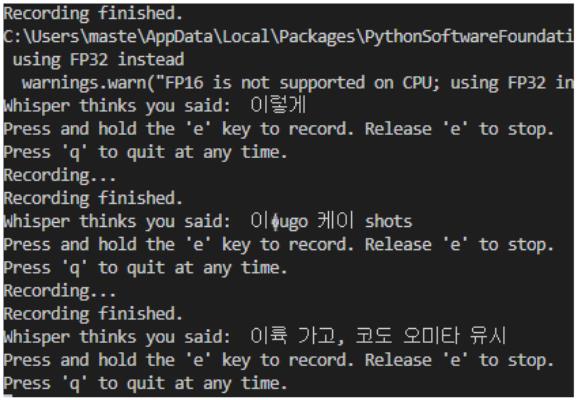 Recording finished.
C:\Users\maste\AppData\Local\Packages\PythonSoftwareFoundati
using FP32 instead
warnings.warn("FP16 is not supported on CPU; using FP32 in
Whisper thinks you said: 이렇게
Press and hold the 'e' key to record. Release 'e' to stop.
Press 'q' to quit at any time.
Recording...
Recording finished.
Whisper thinks you said: 이�ugo 케이 shots
Press and hold the 'e' key to record. Release 'e' to stop.
Press 'q' to quit at any time.
Recording...
Recording finished.
Whisper thinks you said: 이륙 가고, 코도 오미타 유시
Press and hold the 'e' key to record. Release 'e' to stop.
Press 'q' to quit at any time.